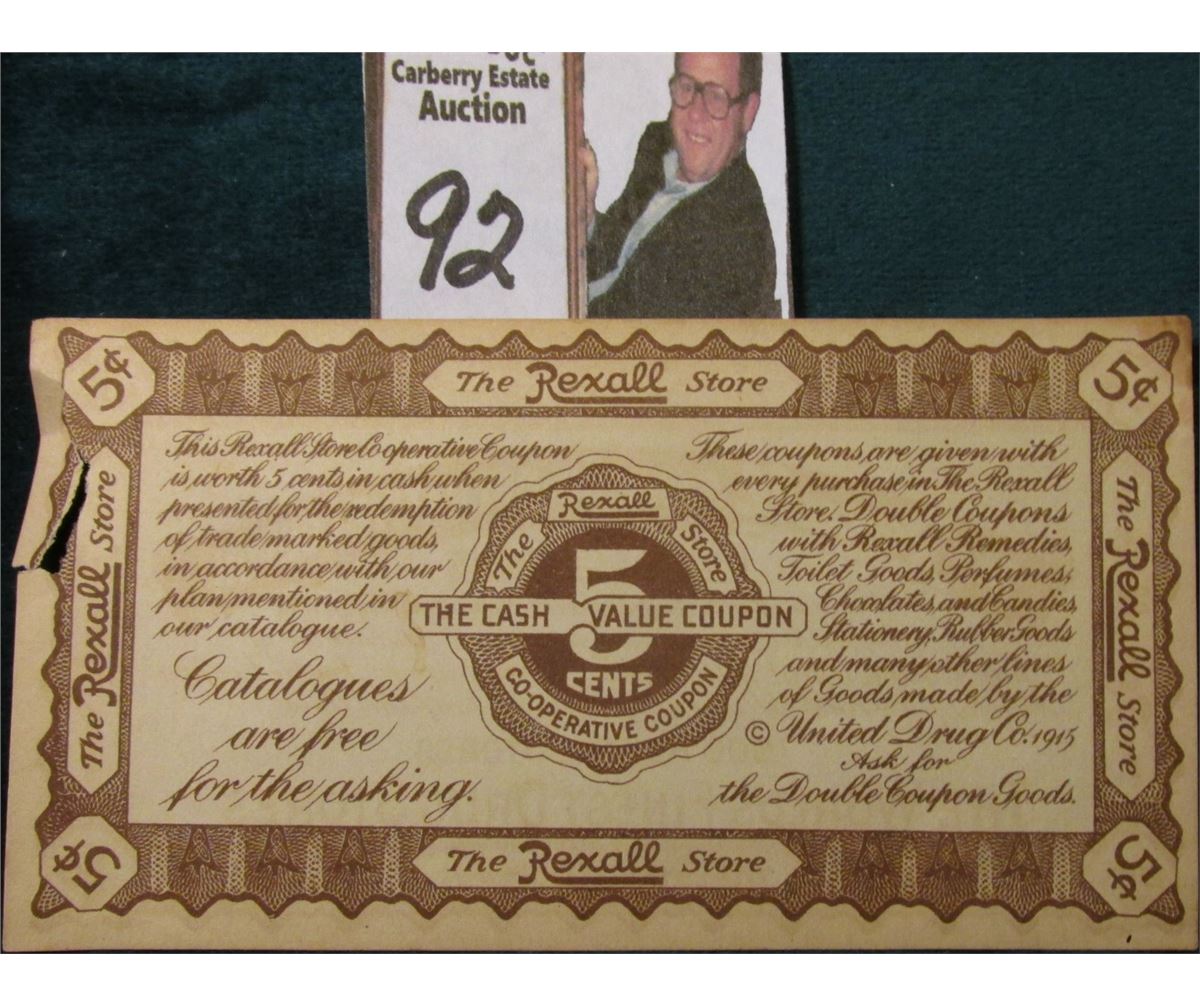 Carberry Estate
Auction
92
5¢
The Rexall Store
5¢
The Rexall Store
This Rexall Store Co-operative Coupon
is worth 5 cents in cash when
presented for the redemption
of trade marked goods,
in accordance with our
plan mentioned in
our catalogue.
Catalogues
are free
for the asking.
The Rexall Store
5
THE CASH VALUE COUPON
CENTS
CO-OPERATIVE COUPON
These coupons are given with
every purchase in The Rexall
Store. Double Coupons
with Rexall Remedies,
Toilet Goods, Perfumes,
Chocolates, and Candies,
Stationery, Rubber Goods
and many other lines
of Goods made by the
© United Drug Co. 1915
Ask for
the Double Coupon Goods.
The Rexall Store
5¢
The Rexall Store
5¢